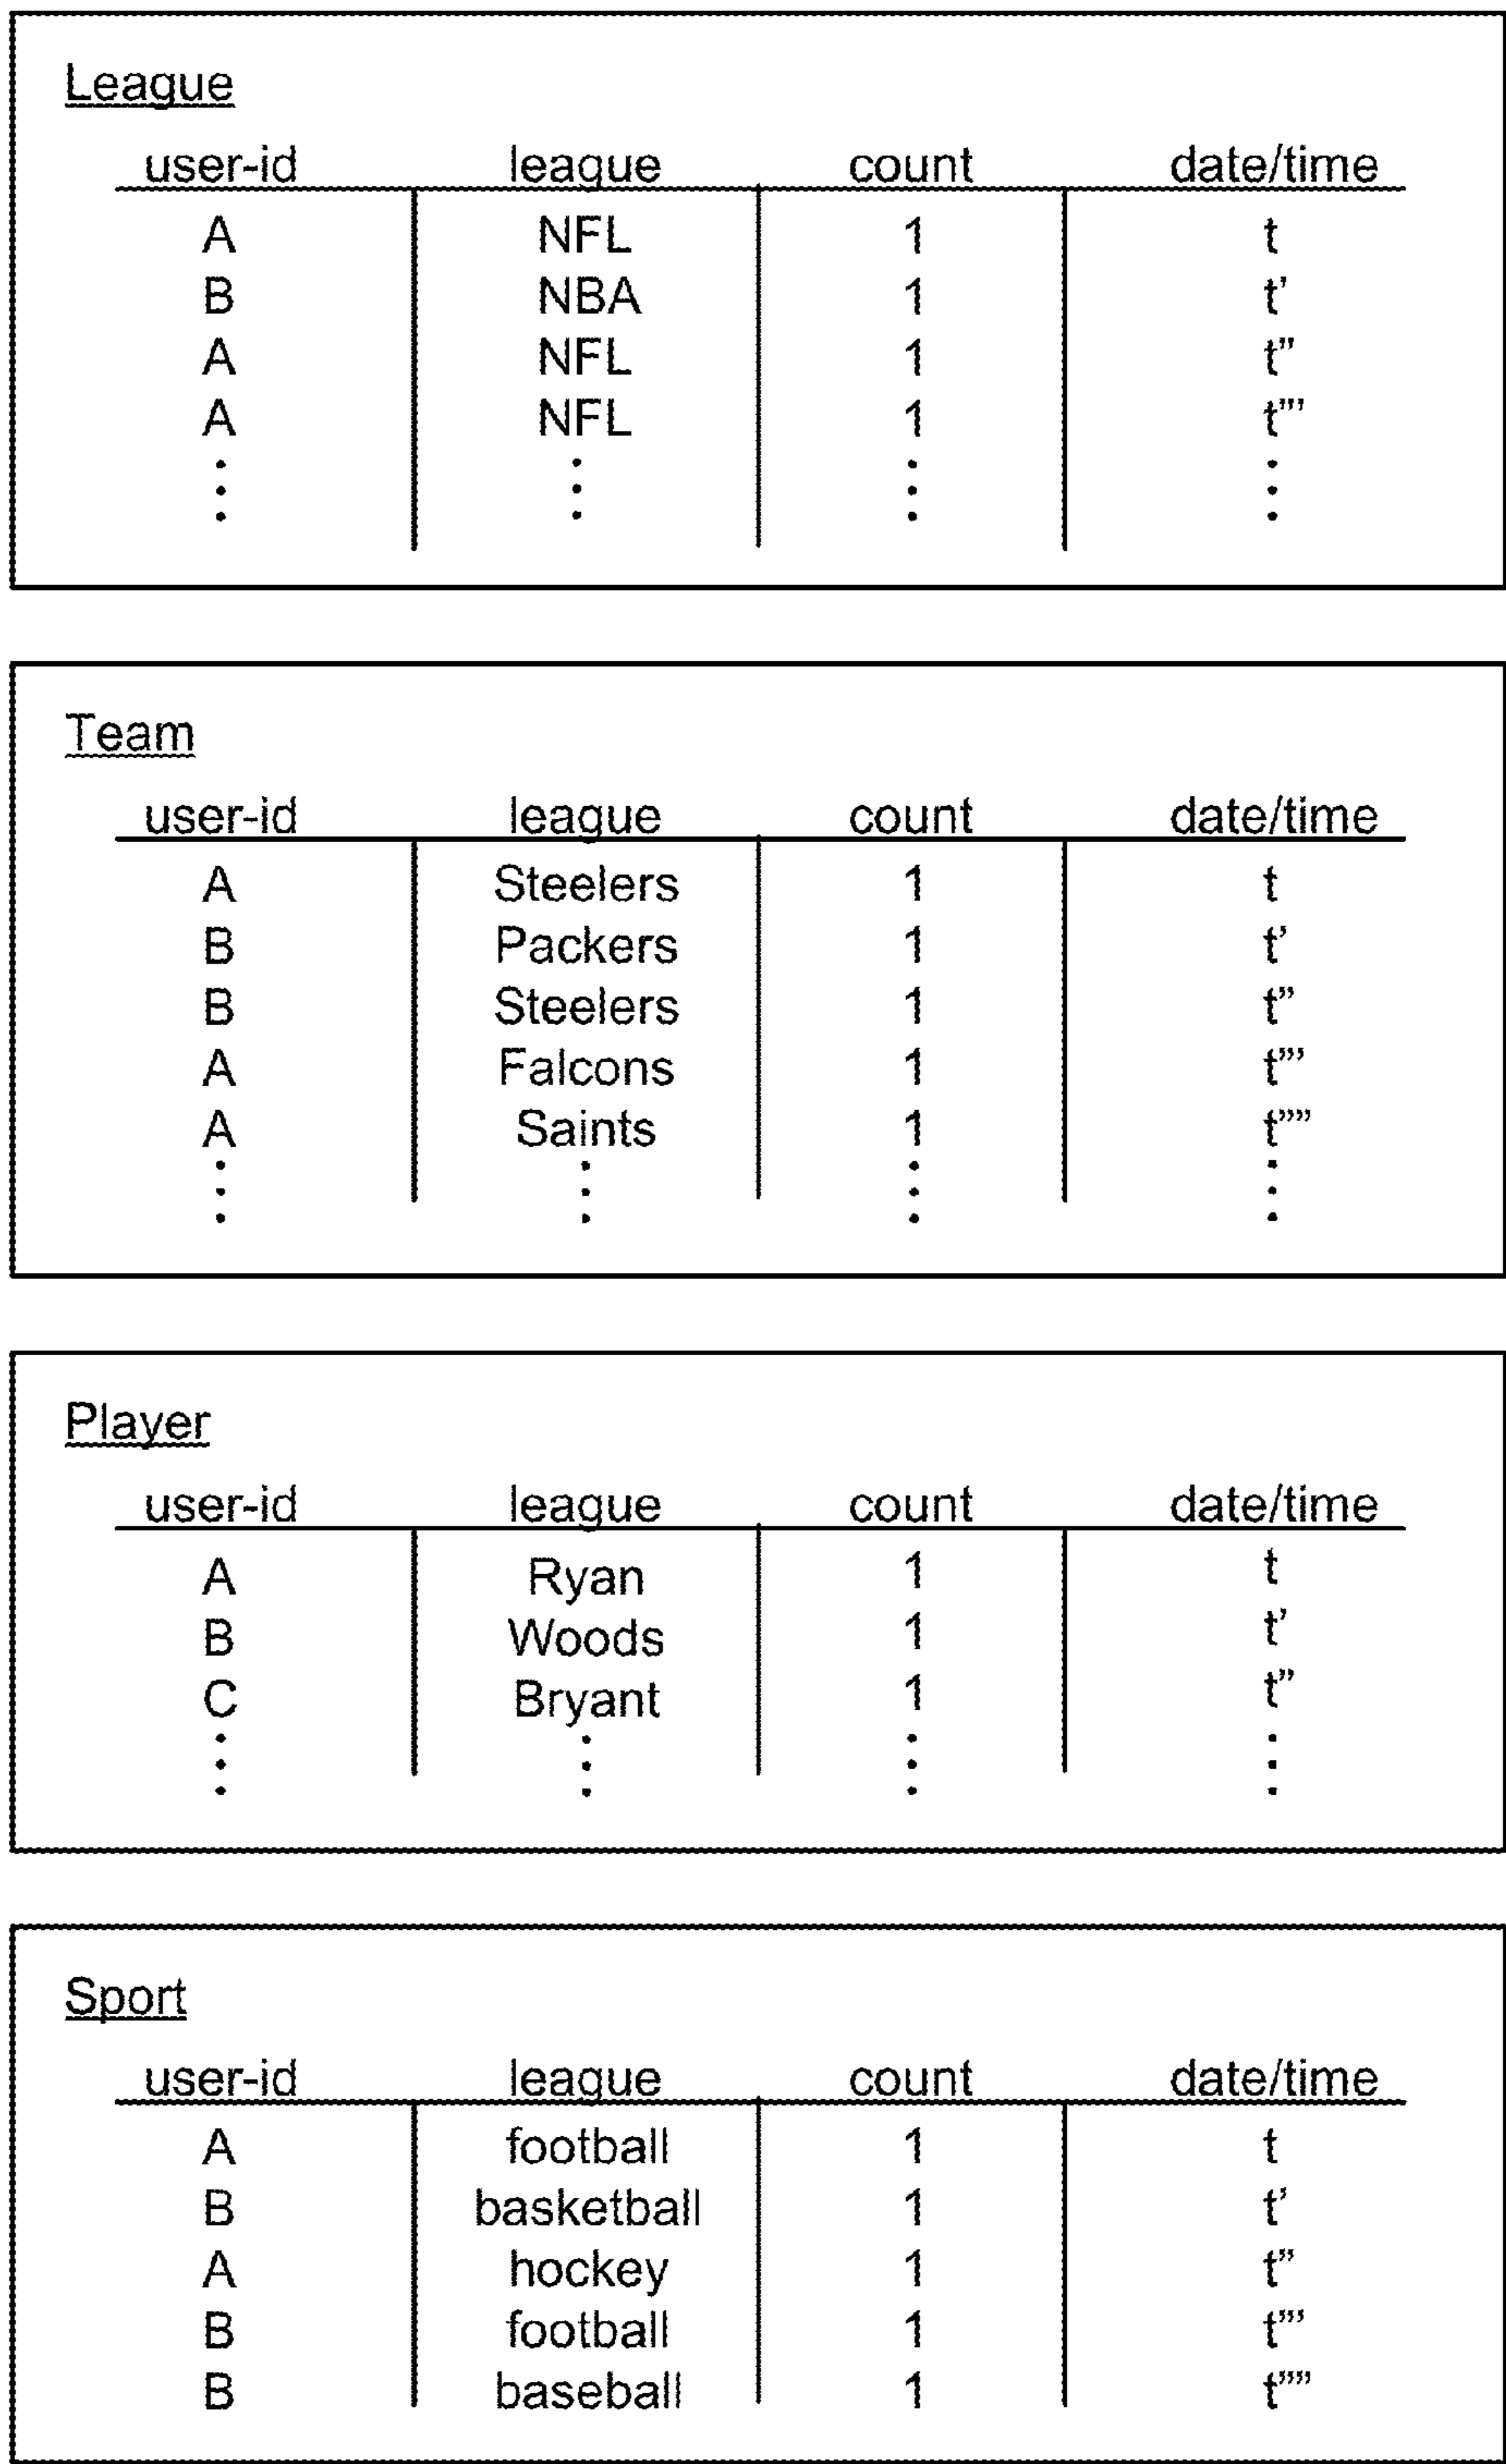 League
user-id league count date/time
A NFL 1 t
B NBA 1 t’
A NFL 1 t”
A NFL 1 t”’
Team
user-id league count date/time
A Steelers 1 t
B Packers 1 t’
B Steelers 1 t”
A Falcons 1 t”’
A Saints 1 t””
Player
user-id league count date/time
A Ryan 1 t
B Woods 1 t’
C Bryant 1 t”
Sport
user-id league count date/time
A football 1 t
B basketball 1 t’
A hockey 1 t”
B football 1 t”’
B baseball 1 t””